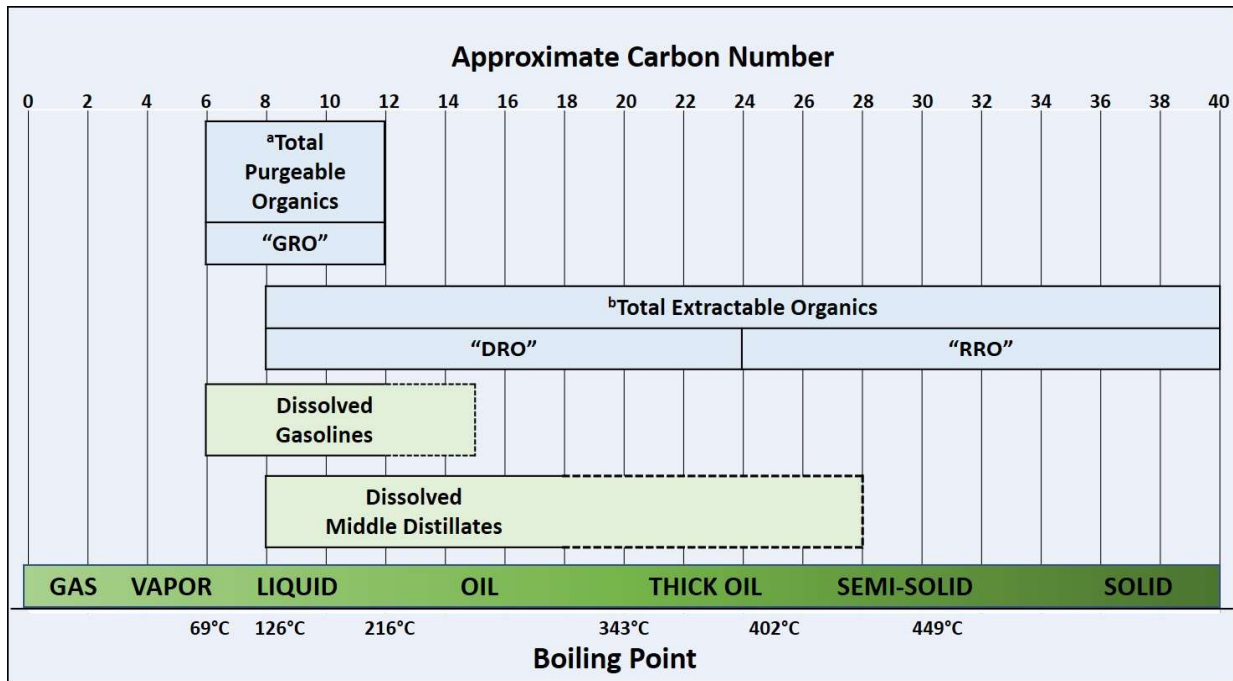 Approximate Carbon Number
0 2 4 6 8 10 12 14 16 18 20 22 24 26 28 30 32 34 36 38 40
ᵃTotal
Purgeable
Organics
“GRO”
ᵇTotal Extractable Organics
“DRO” “RRO”
Dissolved
Gasolines
Dissolved
Middle Distillates
GAS VAPOR LIQUID OIL THICK OIL SEMI-SOLID SOLID
69°C 126°C 216°C 343°C 402°C 449°C
Boiling Point